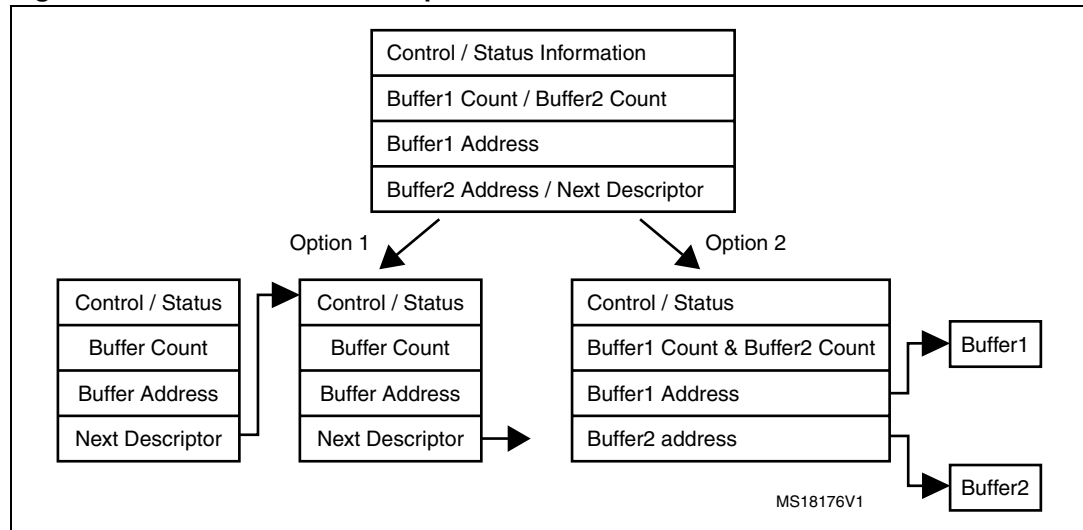 Control / Status Information
Buffer1 Count / Buffer2 Count
Buffer1 Address
Buffer2 Address / Next Descriptor
Option 1
Option 2
Control / Status
Buffer Count
Buffer Address
Next Descriptor
Control / Status
Buffer Count
Buffer Address
Next Descriptor
Control / Status
Buffer1 Count & Buffer2 Count
Buffer1 Address
Buffer2 address
Buffer1
Buffer2
MS18176V1